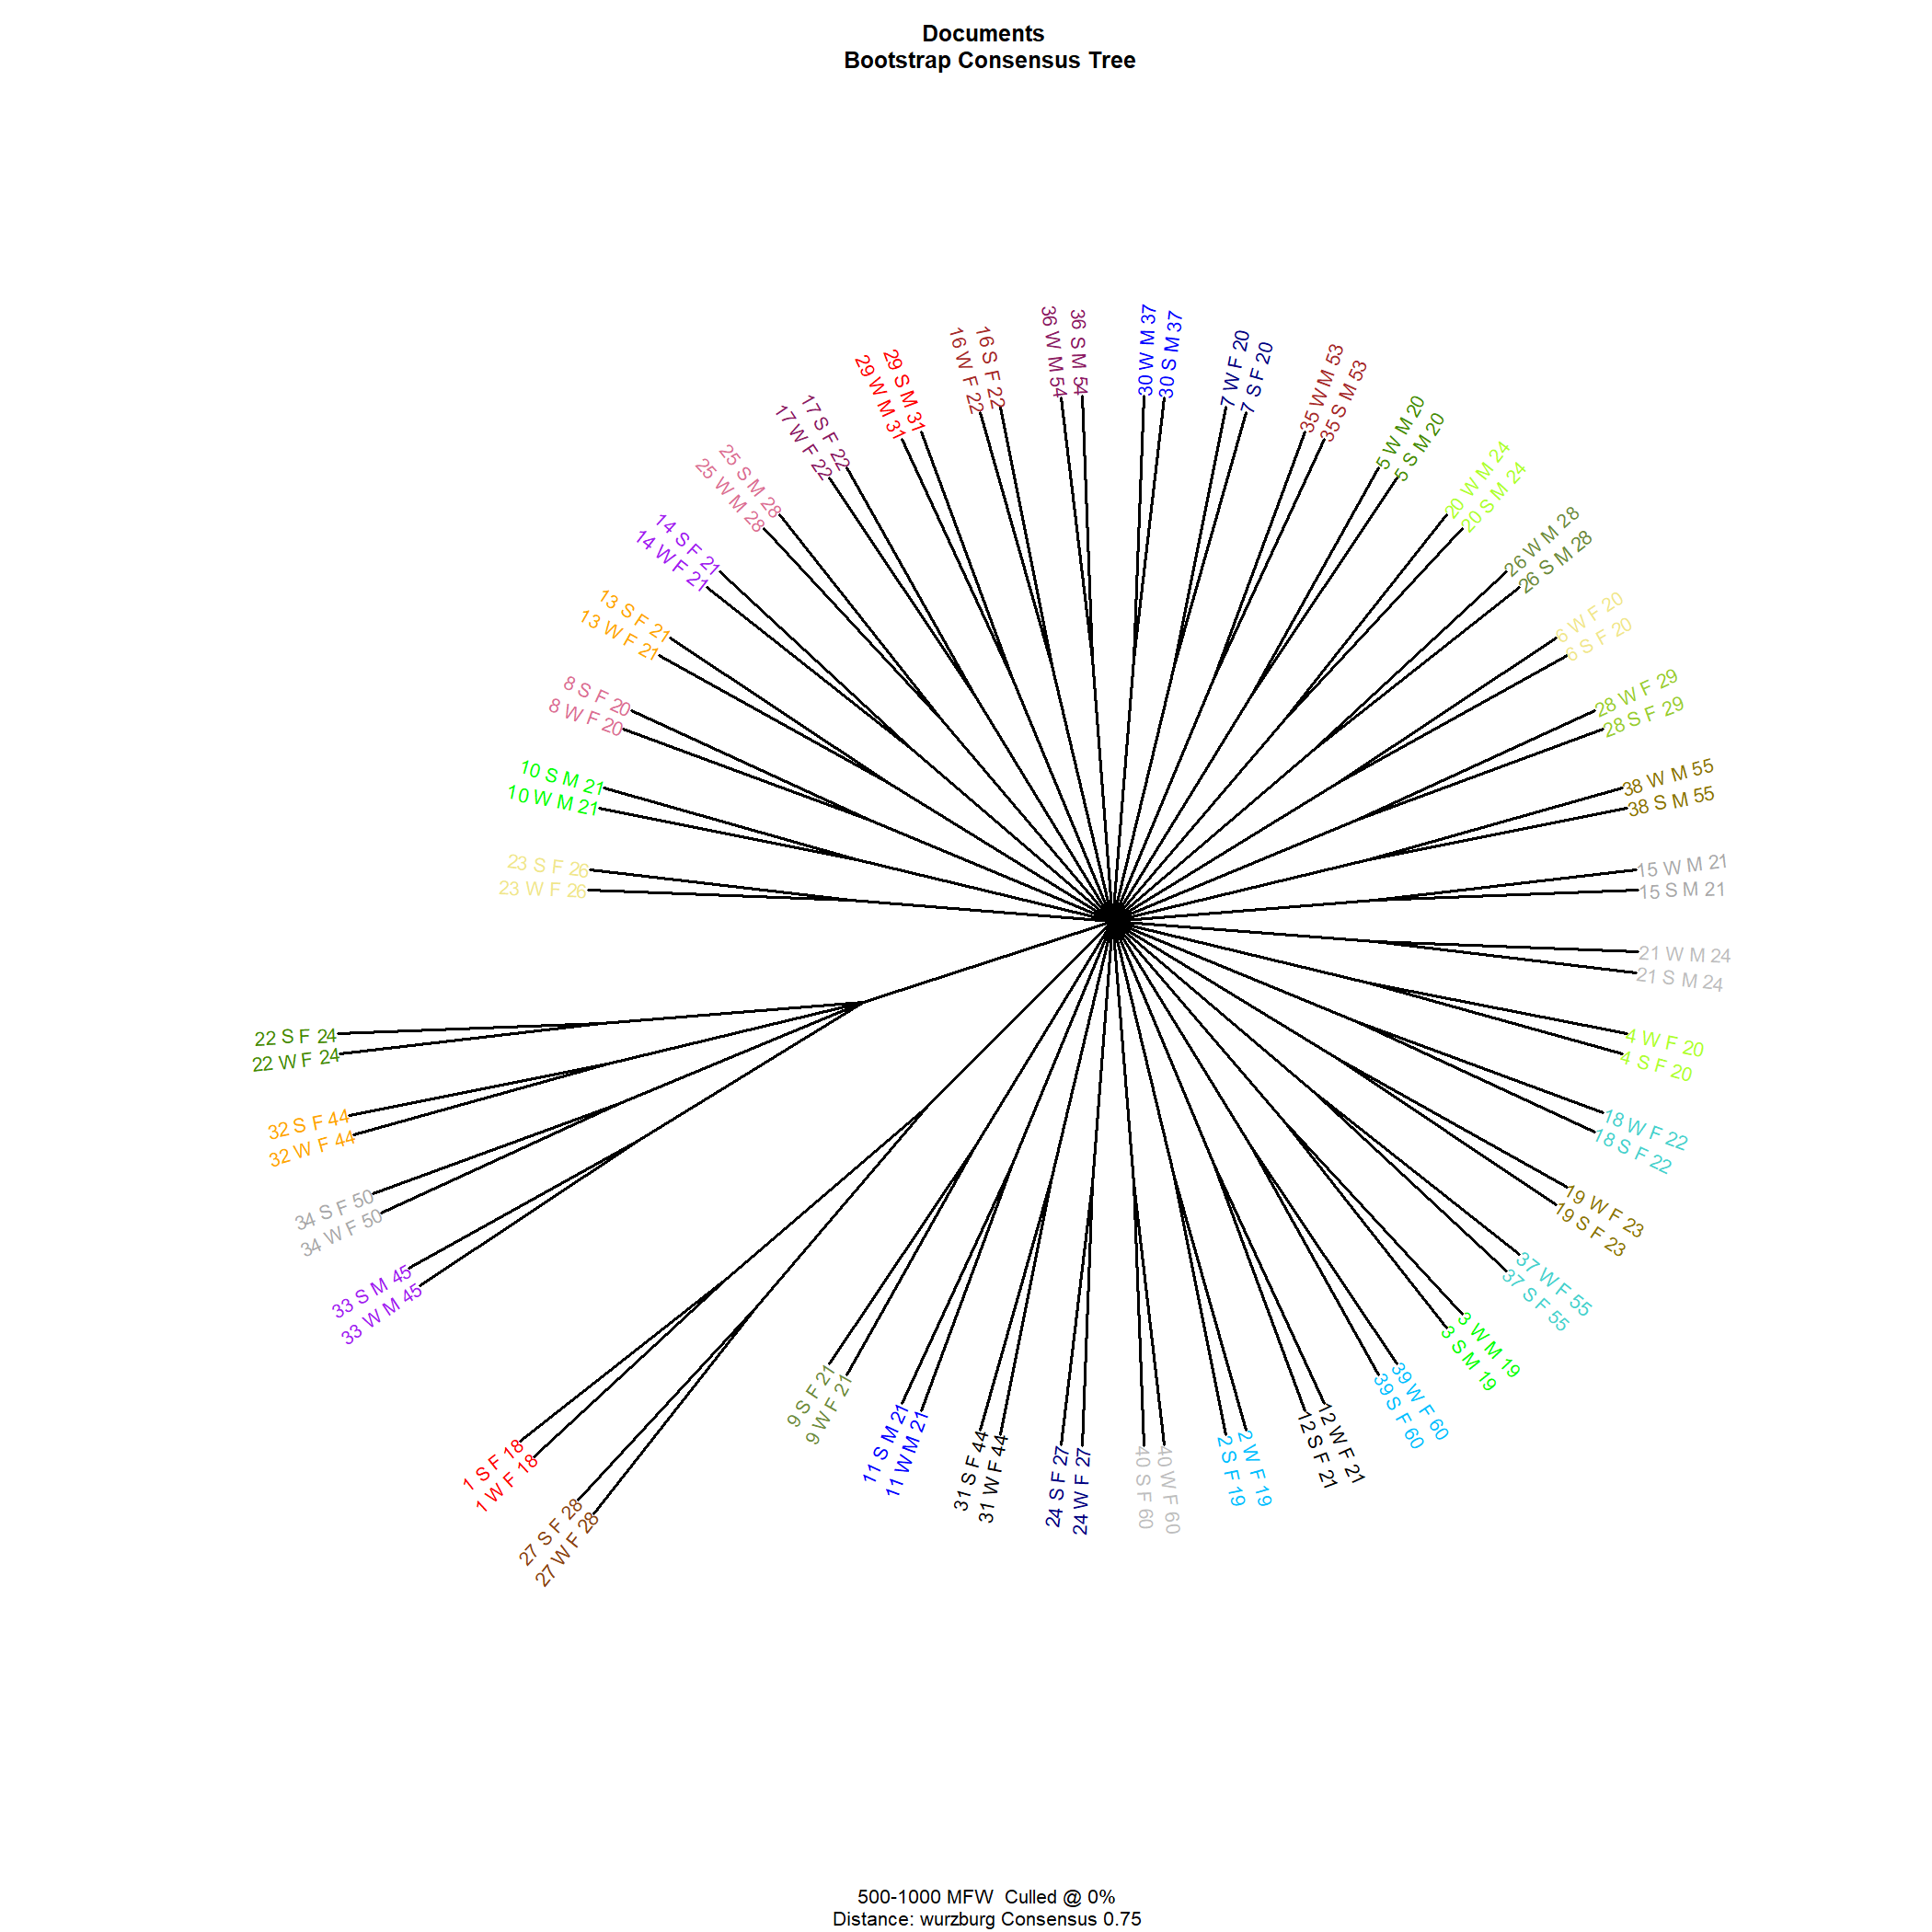 Documents
Bootstrap Consensus Tree
36 W M 54
36 S M 54
30 W M 37
30 S M 37
7 W F 20
7 S F 20
35 W M 53
35 S M 53
5 W M 20
5 S M 20
20 W M 24
20 S M 24
26 W M 28
26 S M 28
6 W F 20
6 S F 20
28 W F 29
28 S F 29
38 W M 55
38 S M 55
15 W M 21
15 S M 21
21 W M 24
21 S M 24
4 W F 20
4 S F 20
18 W F 22
18 S F 22
19 W F 23
19 S F 23
37 W F 55
37 S F 55
3 W M 19
3 S M 19
39 W F 60
39 S F 60
12 W F 21
12 S F 21
2 W F 19
2 S F 19
40 W F 60
40 S F 60
24 W F 27
24 S F 27
31 W F 44
31 S F 44
11 W M 21
11 S M 21
9 W F 21
9 S F 21
27 W F 28
27 S F 28
1 W F 18
1 S F 18
33 W M 45
33 S M 45
34 W F 50
34 S F 50
32 W F 44
32 S F 44
22 W F 24
22 S F 24
23 W F 26
23 S F 26
10 W M 21
10 S M 21
8 W F 20
8 S F 20
13 W F 21
13 S F 21
14 W F 21
14 S F 21
25 W M 28
25 S M 28
17 W F 22
17 S F 22
29 W M 31
29 S M 31
16 W F 22
16 S F 22
500-1000 MFW  Culled @ 0%
Distance: wurzburg Consensus 0.75